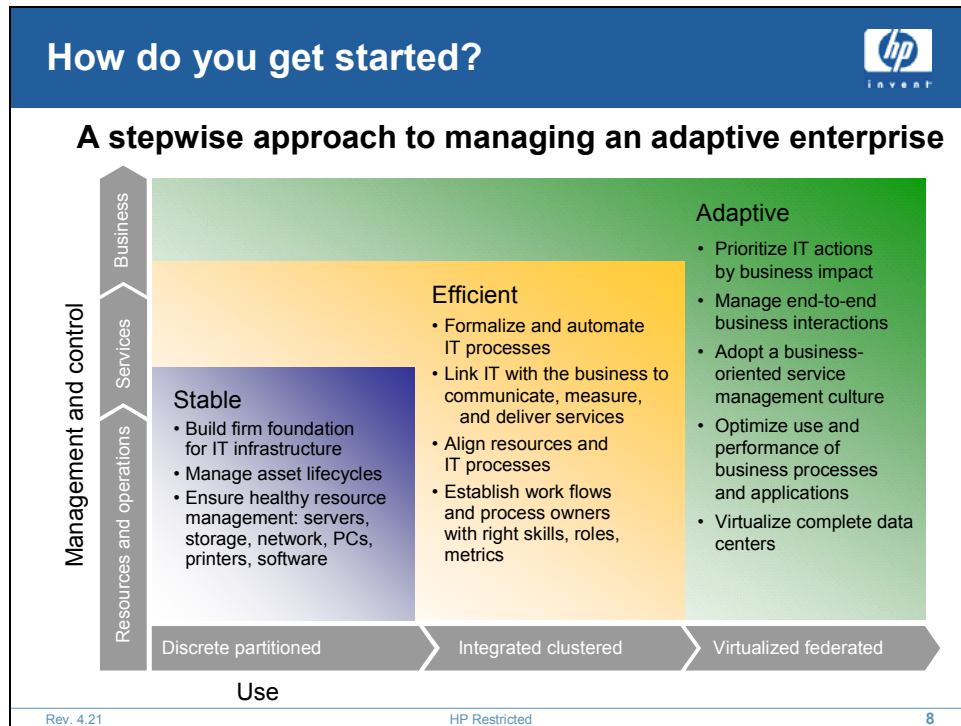 How do you get started?
hp
invent
A stepwise approach to managing an adaptive enterprise
Management and control
Business
Services
Resources and operations
Stable
• Build firm foundation
for IT infrastructure
• Manage asset lifecycles
• Ensure healthy resource
management: servers,
storage, network, PCs,
printers, software
Efficient
• Formalize and automate
IT processes
• Link IT with the business to
communicate, measure,
and deliver services
• Align resources and
IT processes
• Establish work flows
and process owners
with right skills, roles,
metrics
Adaptive
• Prioritize IT actions
by business impact
• Manage end-to-end
business interactions
• Adopt a business-
oriented service
management culture
• Optimize use and
performance of
business processes
and applications
• Virtualize complete data
centers
Discrete partitioned
Integrated clustered
Virtualized federated
Use
Rev. 4.21
HP Restricted
8